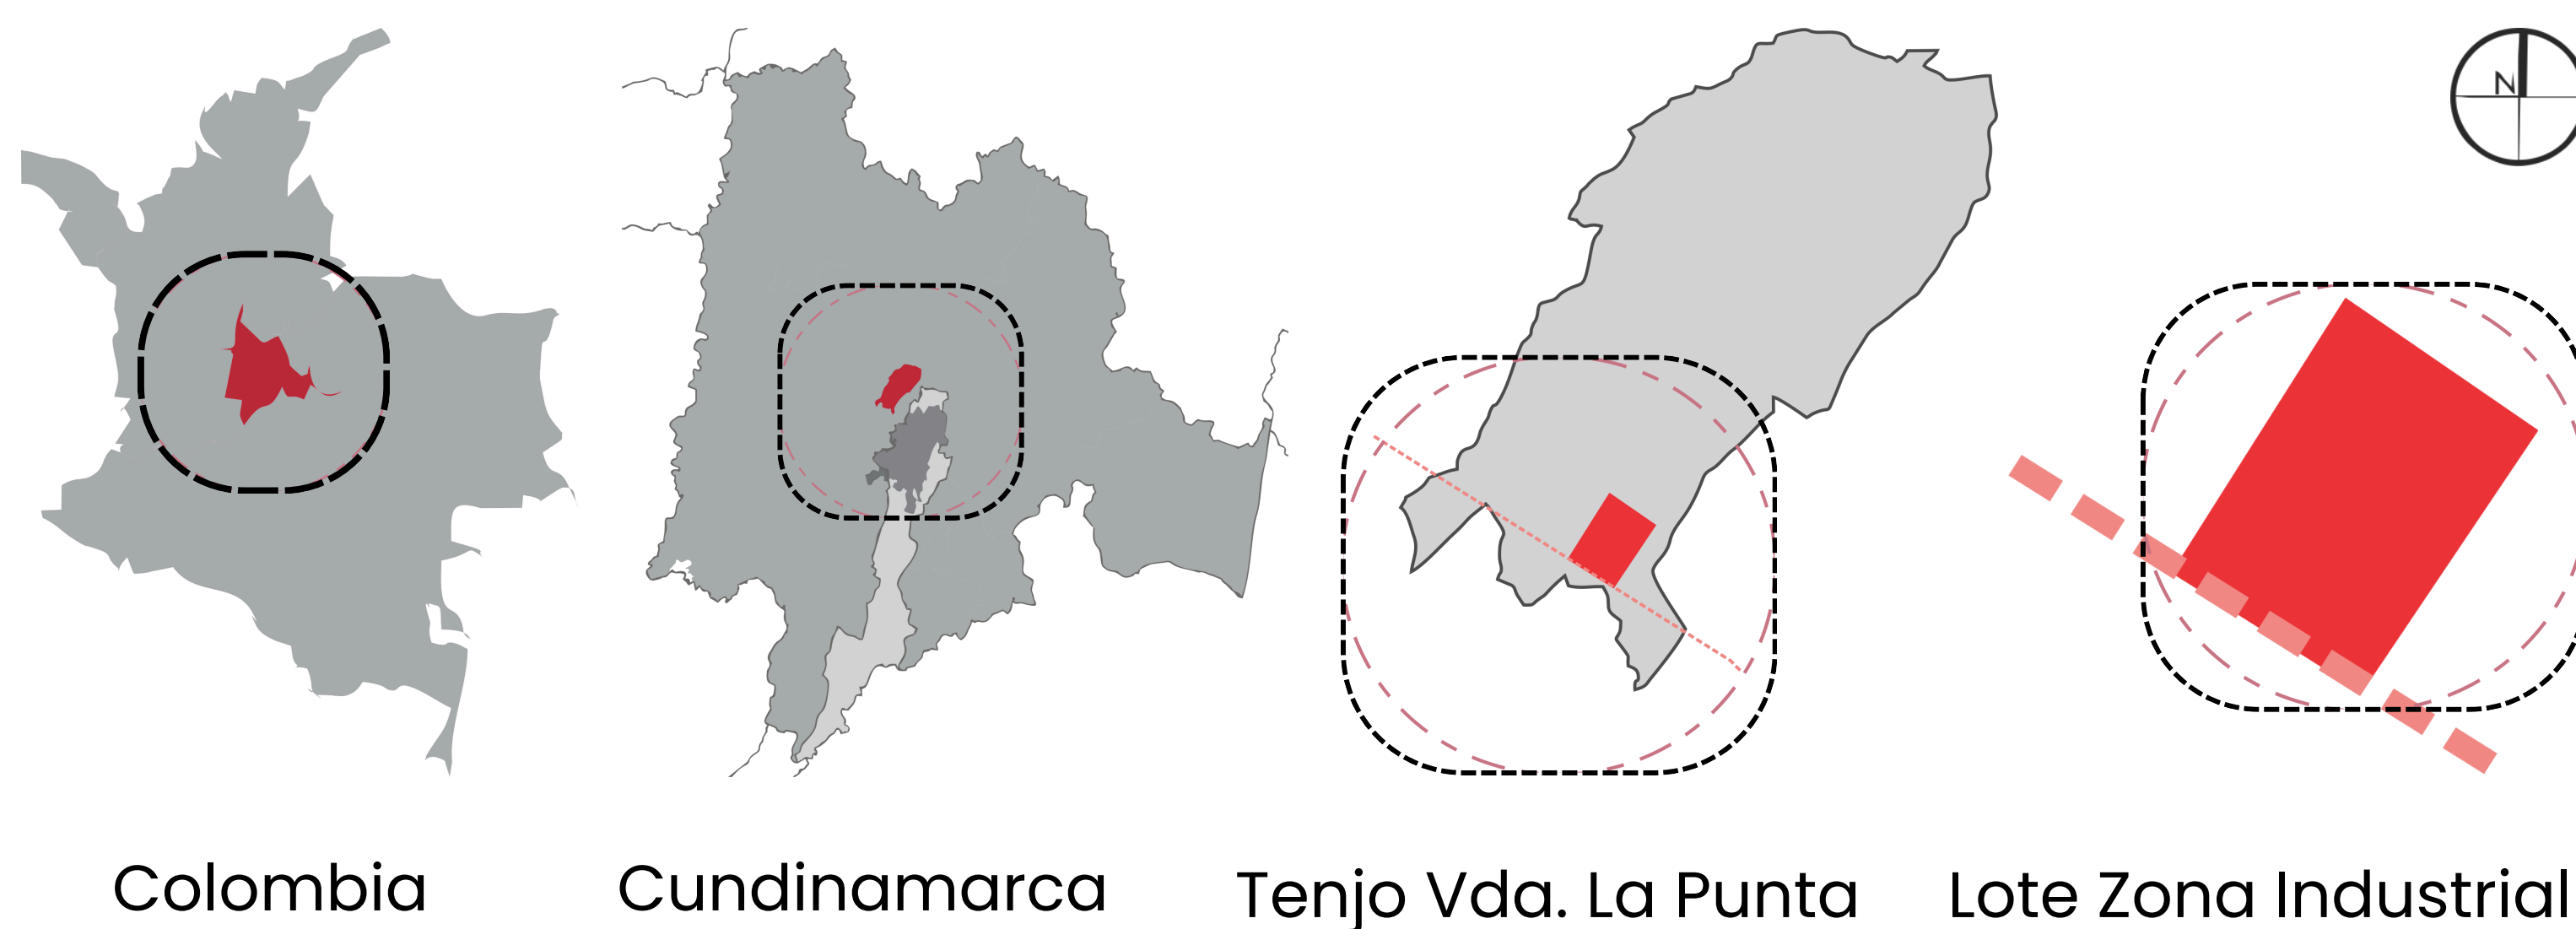 N
Colombia
Cundinamarca
Tenjo Vda. La Punta
Lote Zona Industrial